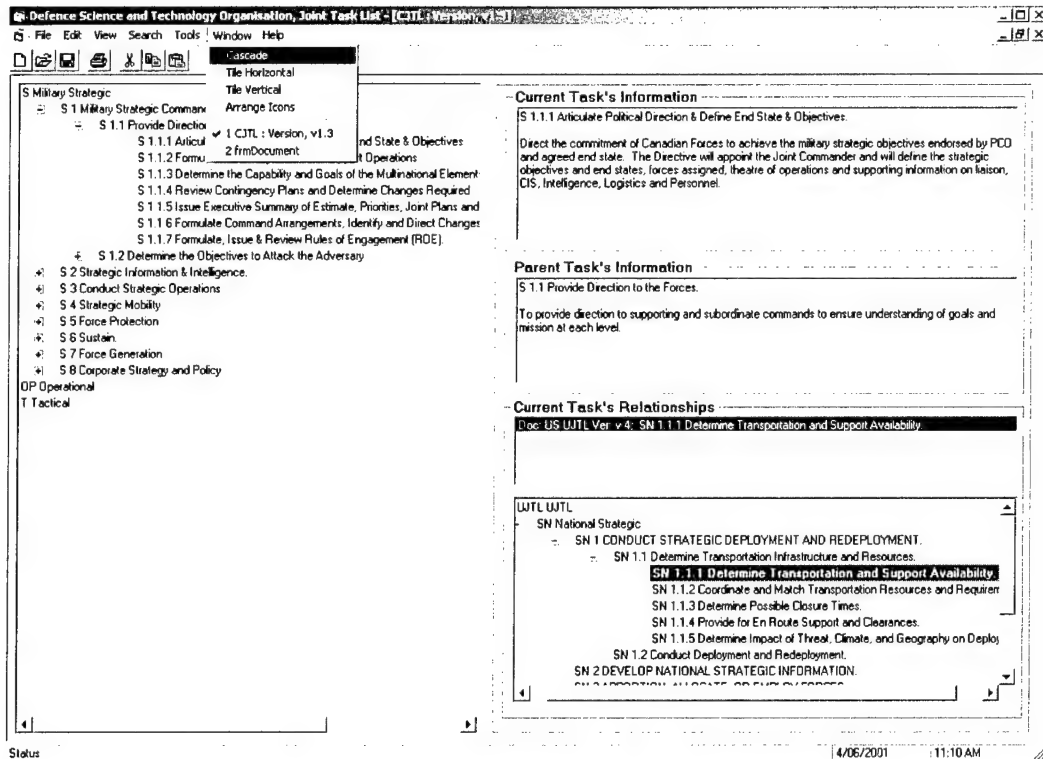 Defence Science and Technology Organisation, Joint Task List - [CJTL : Version, v1.3]
File Edit View Search Tools Window Help
Cascade
Tile Horizontal
Tile Vertical
Arrange Icons
1 CJTL : Version, v1.3
2 frmDocument
S Military Strategic
S 1 Military Strategic Comman
S 1.1 Provide Direction
S 1.1.1 Articul nd State & Objectives
S 1.1.2 Formu t Operations
S 1.1.3 Determine the Capability and Goals of the Multinational Element
S 1.1.4 Review Contingency Plans and Determine Changes Required
S 1 1.5 Issue Executive Summary of Estimate, Priorities, Joint Plans and
S 1.1 6 Formulate Command Arrangements, Identify and Direct Changes
S 1.1.7 Formulate, Issue & Review Rules of Engagement (ROE).
S 1.2 Determine the Objectives to Attack the Adversary
S 2 Strategic Information & Intelligence.
S 3 Conduct Strategic Operations
S 4 Strategic Mobility
S 5 Force Protection
S 6 Sustain.
S 7 Force Generation
S 8 Corporate Strategy and Policy
OP Operational
T Tactical
Current Task's Information
S 1.1.1 Articulate Political Direction & Define End State & Objectives.
Direct the commitment of Canadian Forces to achieve the military strategic objectives endorsed by PCO
and agreed end state. The Directive will appoint the Joint Commander and will define the strategic
objectives and end states, forces assigned, theatre of operations and supporting information on liaison,
CIS, Intelligence, Logistics and Personnel.
Parent Task's Information
S 1.1 Provide Direction to the Forces.
To provide direction to supporting and subordinate commands to ensure understanding of goals and
mission at each level.
Current Task's Relationships
Doc: US UJTL Ver: v 4; SN 1.1.1 Determine Transportation and Support Availability.
UJTL UJTL
SN National Strategic
SN 1 CONDUCT STRATEGIC DEPLOYMENT AND REDEPLOYMENT.
SN 1.1 Determine Transportation Infrastructure and Resources.
SN 1.1.1 Determine Transportation and Support Availability.
SN 1.1.2 Coordinate and Match Transportation Resources and Requirem
SN 1.1.3 Determine Possible Closure Times.
SN 1.1.4 Provide for En Route Support and Clearances.
SN 1.1.5 Determine Impact of Threat, Climate, and Geography on Deploy
SN 1.2 Conduct Deployment and Redeployment.
SN 2 DEVELOP NATIONAL STRATEGIC INFORMATION.
Status
4/06/2001
11:10 AM